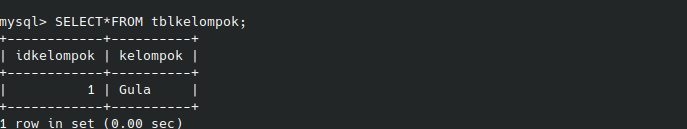 mysql> SELECT*FROM tblkelompok;
+------------+----------+
| idkelompok | kelompok |
+------------+----------+
|          1 | Gula     |
+------------+----------+
1 row in set (0.00 sec)